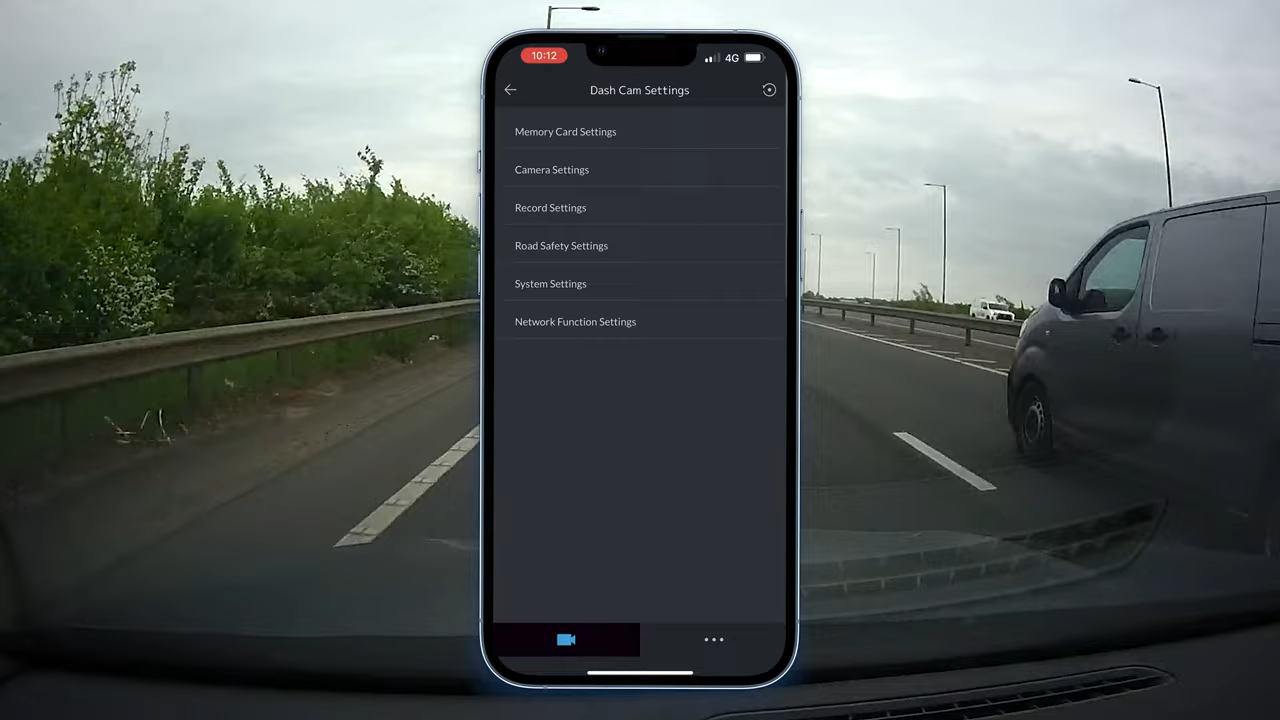 10:12
4G
Dash Cam Settings
Memory Card Settings
Camera Settings
Record Settings
Road Safety Settings
System Settings
Network Function Settings